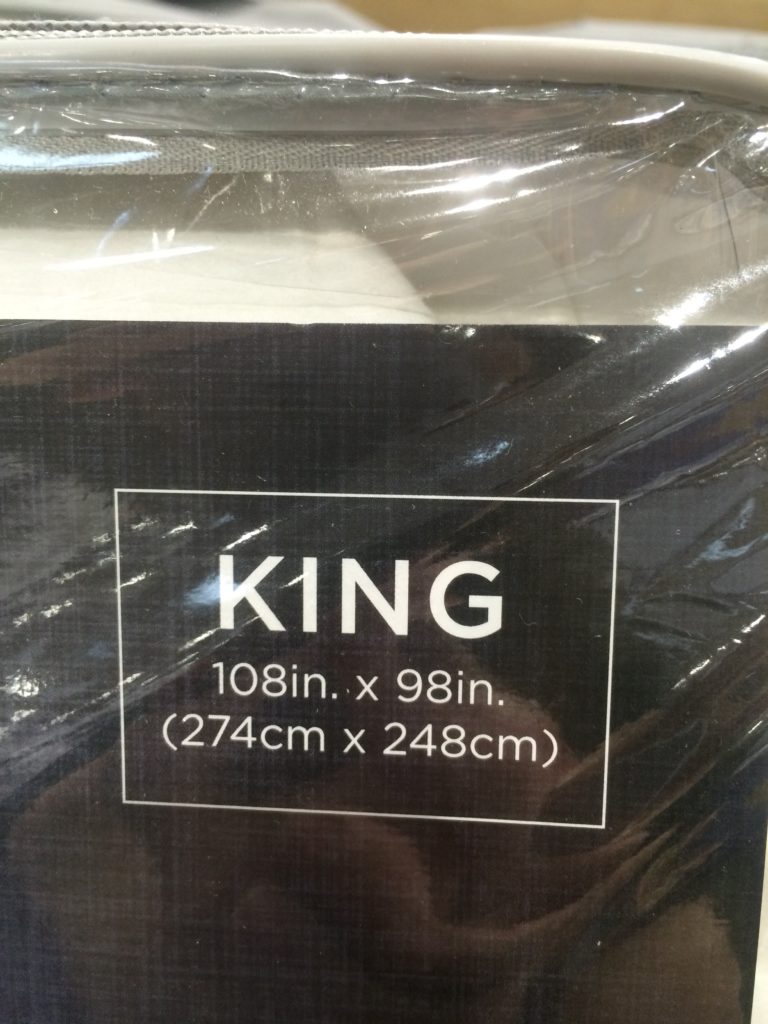 KING
108in. x 98in.
(274cm x 248cm)